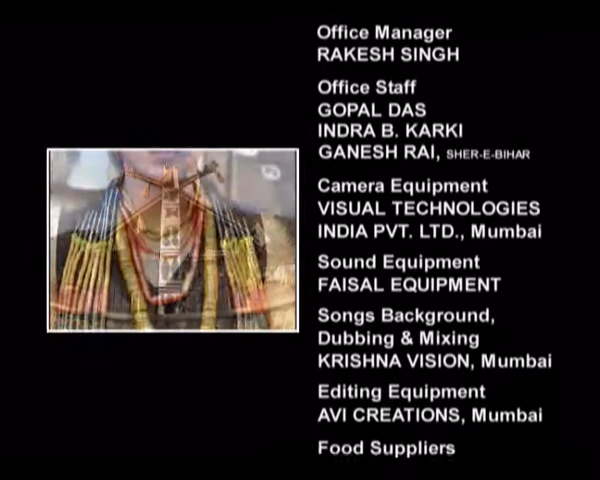 Office Manager
RAKESH SINGH
Office Staff
GOPAL DAS
INDRA B. KARKI
GANESH RAI, SHER-E-BIHAR
Camera Equipment
VISUAL TECHNOLOGIES
INDIA PVT. LTD., Mumbai
Sound Equipment
FAISAL EQUIPMENT
Songs Background,
Dubbing & Mixing
KRISHNA VISION, Mumbai
Editing Equipment
AVI CREATIONS, Mumbai
Food Suppliers